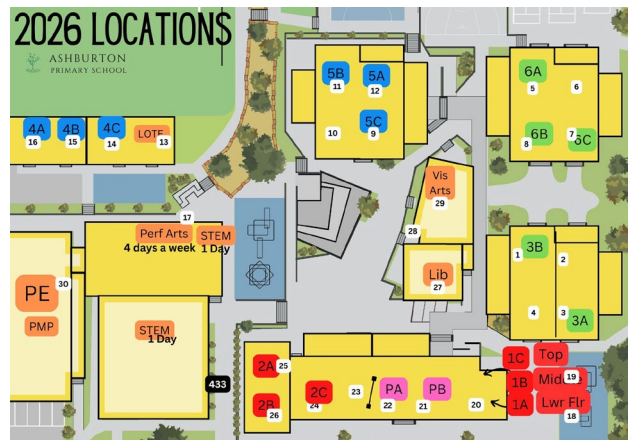 2026 LOCATIONS
ASHBURTON
PRIMARY SCHOOL
5B
5A
11
12
5C
10
9
6A
5
6
6B
7
6C
8
4A
4B
4C
LOTE
16
15
14
13
Vis
Arts
29
28
Lib
27
17
Perf Arts
STEM
4 days a week
1 Day
PE
30
PMP
STEM
1 Day
433
3B
1
2
4
3
3A
2A
25
2B
26
2C
24
23
PA
22
PB
21
20
1C
Top
1B
19
1A
Lwr Flr
18